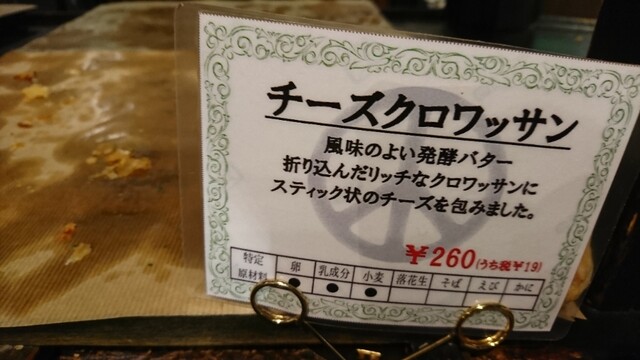 チーズクロワッサン
風味のよい発酵バター
折り込んだリッチなクロワッサンに
スティック状のチーズを包みました。
￥260(うち税￥19)
特定 卵 乳成分 小麦 落花生 そば えび かに
原材料 ● ● ●